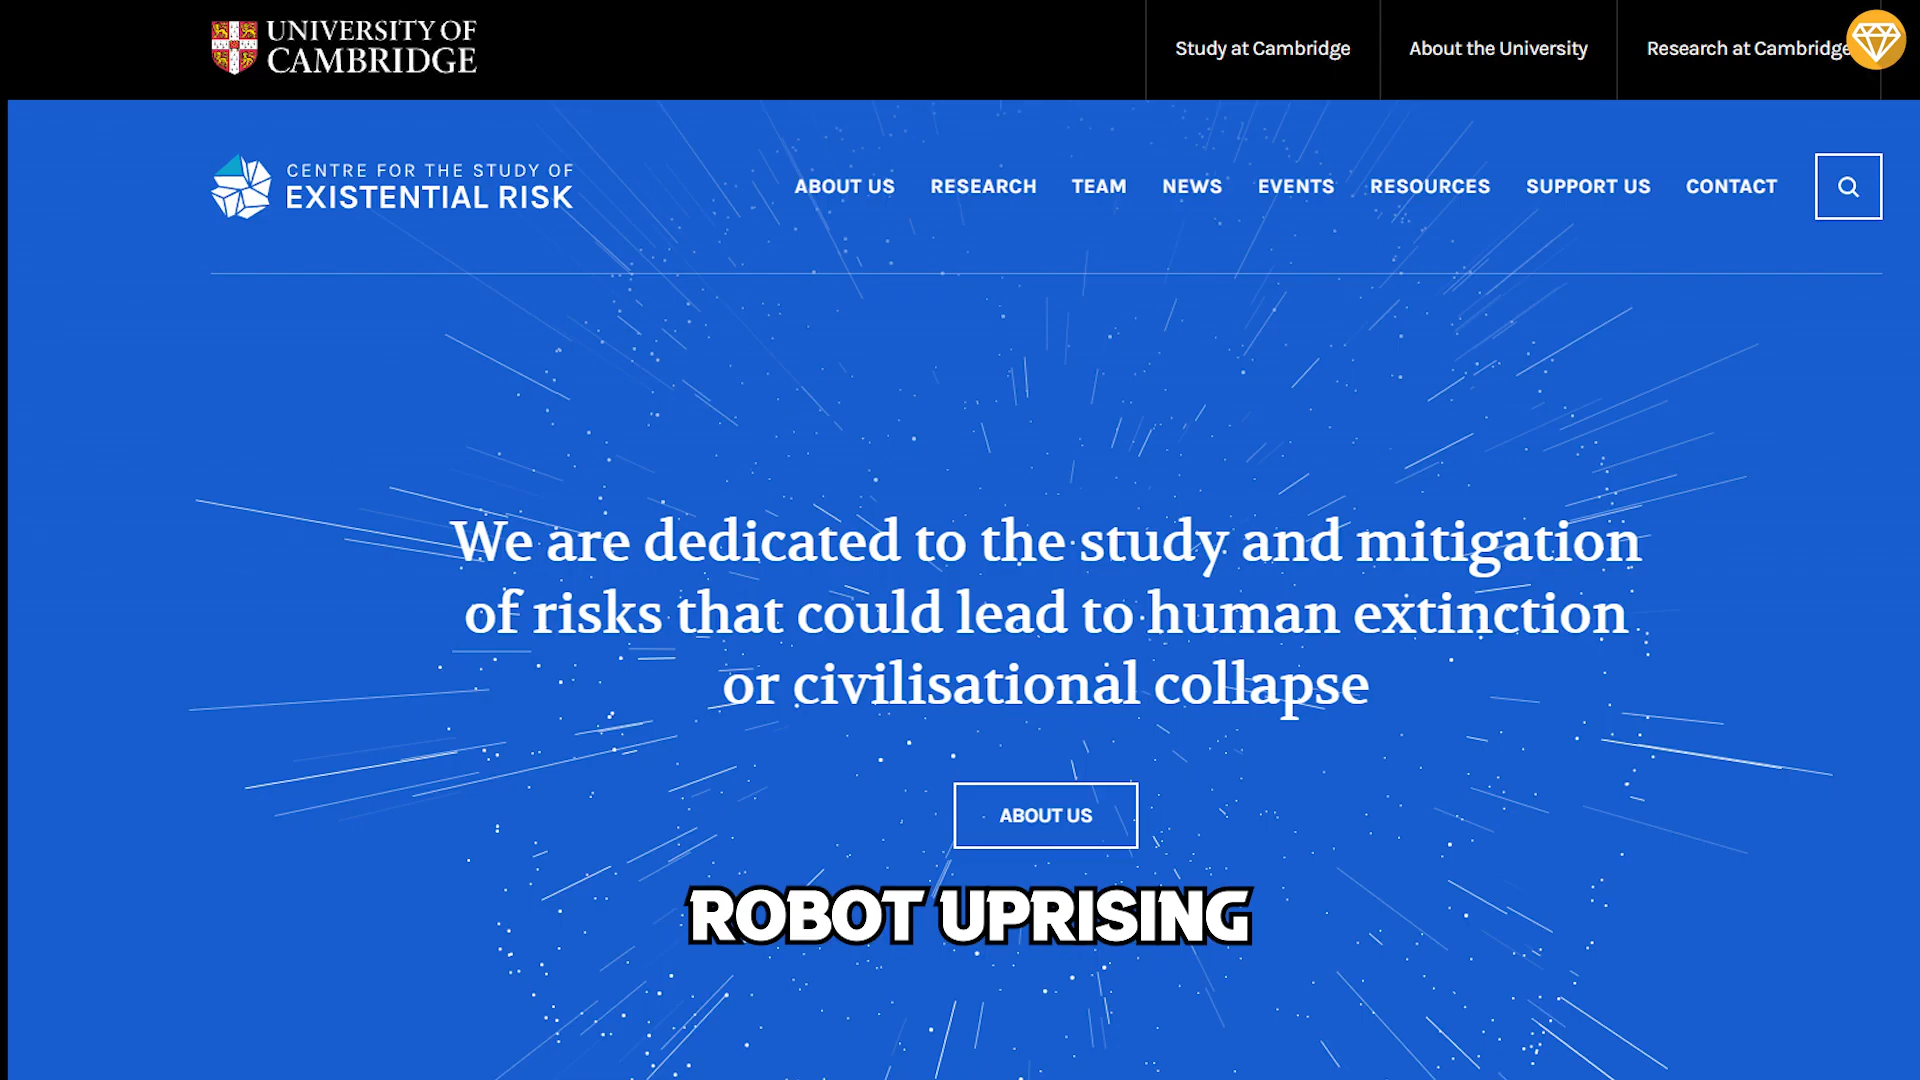 UNIVERSITY OF
CAMBRIDGE
Study at Cambridge
About the University
Research at Cambridge
CENTRE FOR THE STUDY OF
EXISTENTIAL RISK
ABOUT US
RESEARCH
TEAM
NEWS
EVENTS
RESOURCES
SUPPORT US
CONTACT
We are dedicated to the study and mitigation
of risks that could lead to human extinction
or civilisational collapse
ABOUT US
ROBOT UPRISING